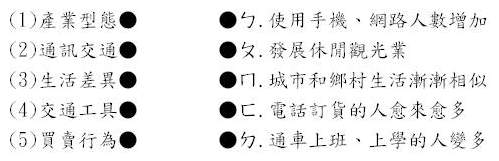 (1)產業型態● ●ㄅ.使用手機、網路人數增加
(2)通訊交通● ●ㄆ.發展休閒觀光業
(3)生活差異● ●ㄇ.城市和鄉村生活漸漸相似
(4)交通工具● ●ㄈ.電話訂貨的人愈來愈多
(5)買賣行為● ●ㄉ.通車上班、上學的人變多